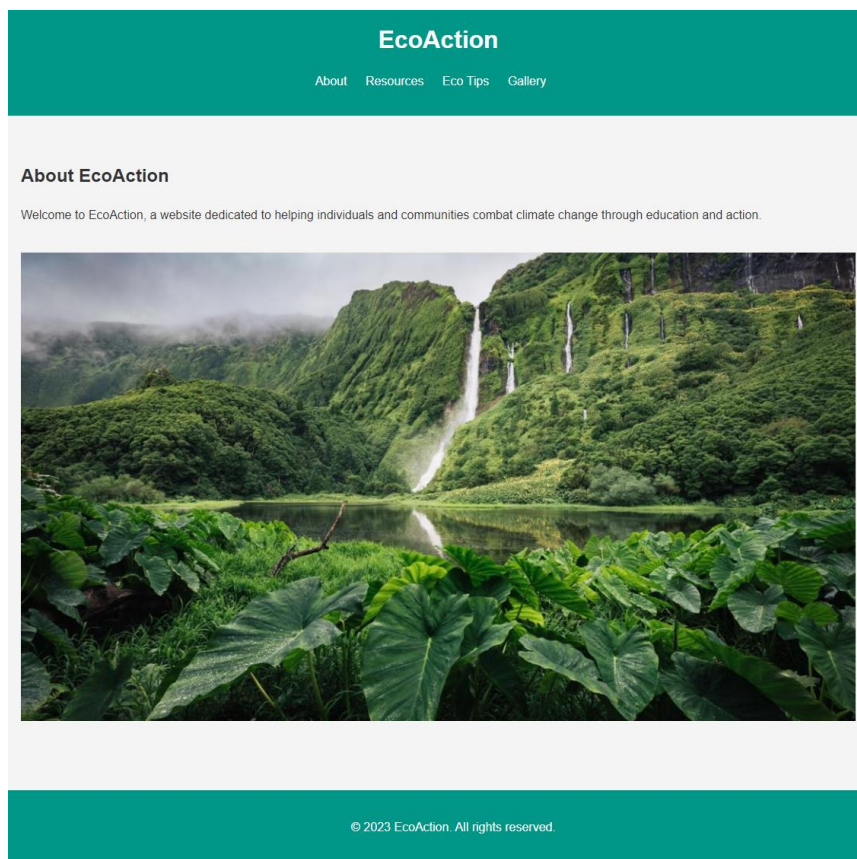 EcoAction
About Resources Eco Tips Gallery
About EcoAction
Welcome to EcoAction, a website dedicated to helping individuals and communities combat climate change through education and action.
© 2023 EcoAction. All rights reserved.